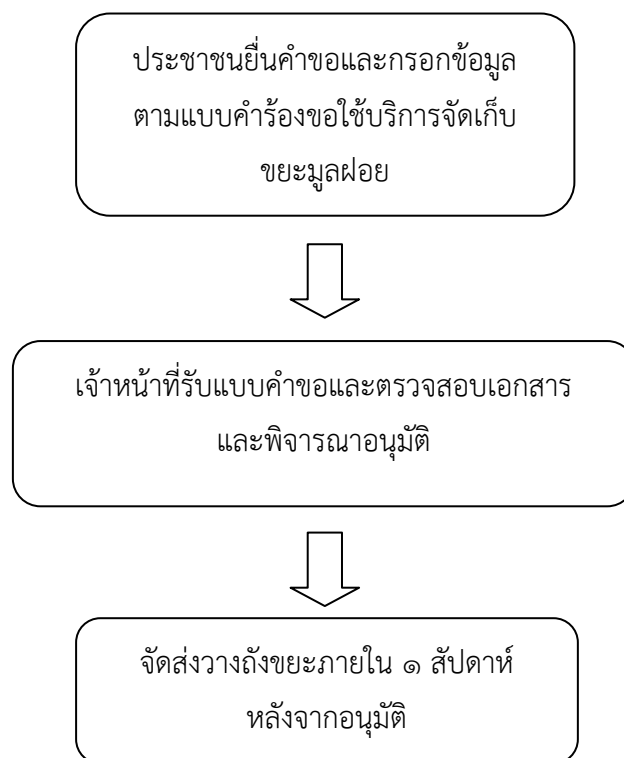 ประชาชนยื่นคำขอและกรอกข้อมูล
ตามแบบคำร้องขอใช้บริการจัดเก็บ
ขยะมูลฝอย
เจ้าหน้าที่รับแบบคำขอและตรวจสอบเอกสาร
และพิจารณาอนุมัติ
จัดส่งวางถังขยะภายใน ๑ สัปดาห์
หลังจากอนุมัติ